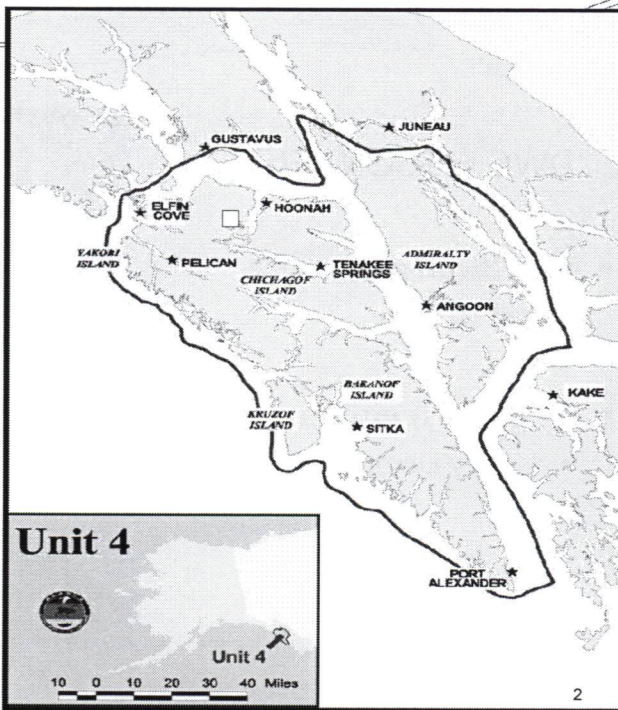 JUNEAU
GUSTAVUS
ELFIN
COVE
HOONAH
YAKOBI
ISLAND
PELICAN
TENAKEE
SPRINGS
ADMIRALTY
ISLAND
CHICHAGOF
ISLAND
ANGOON
BARANOF
ISLAND
KAKE
KRUZOF
ISLAND
SITKA
PORT
ALEXANDER
Unit 4
Unit 4
10 0 10 20 30 40 Miles
2